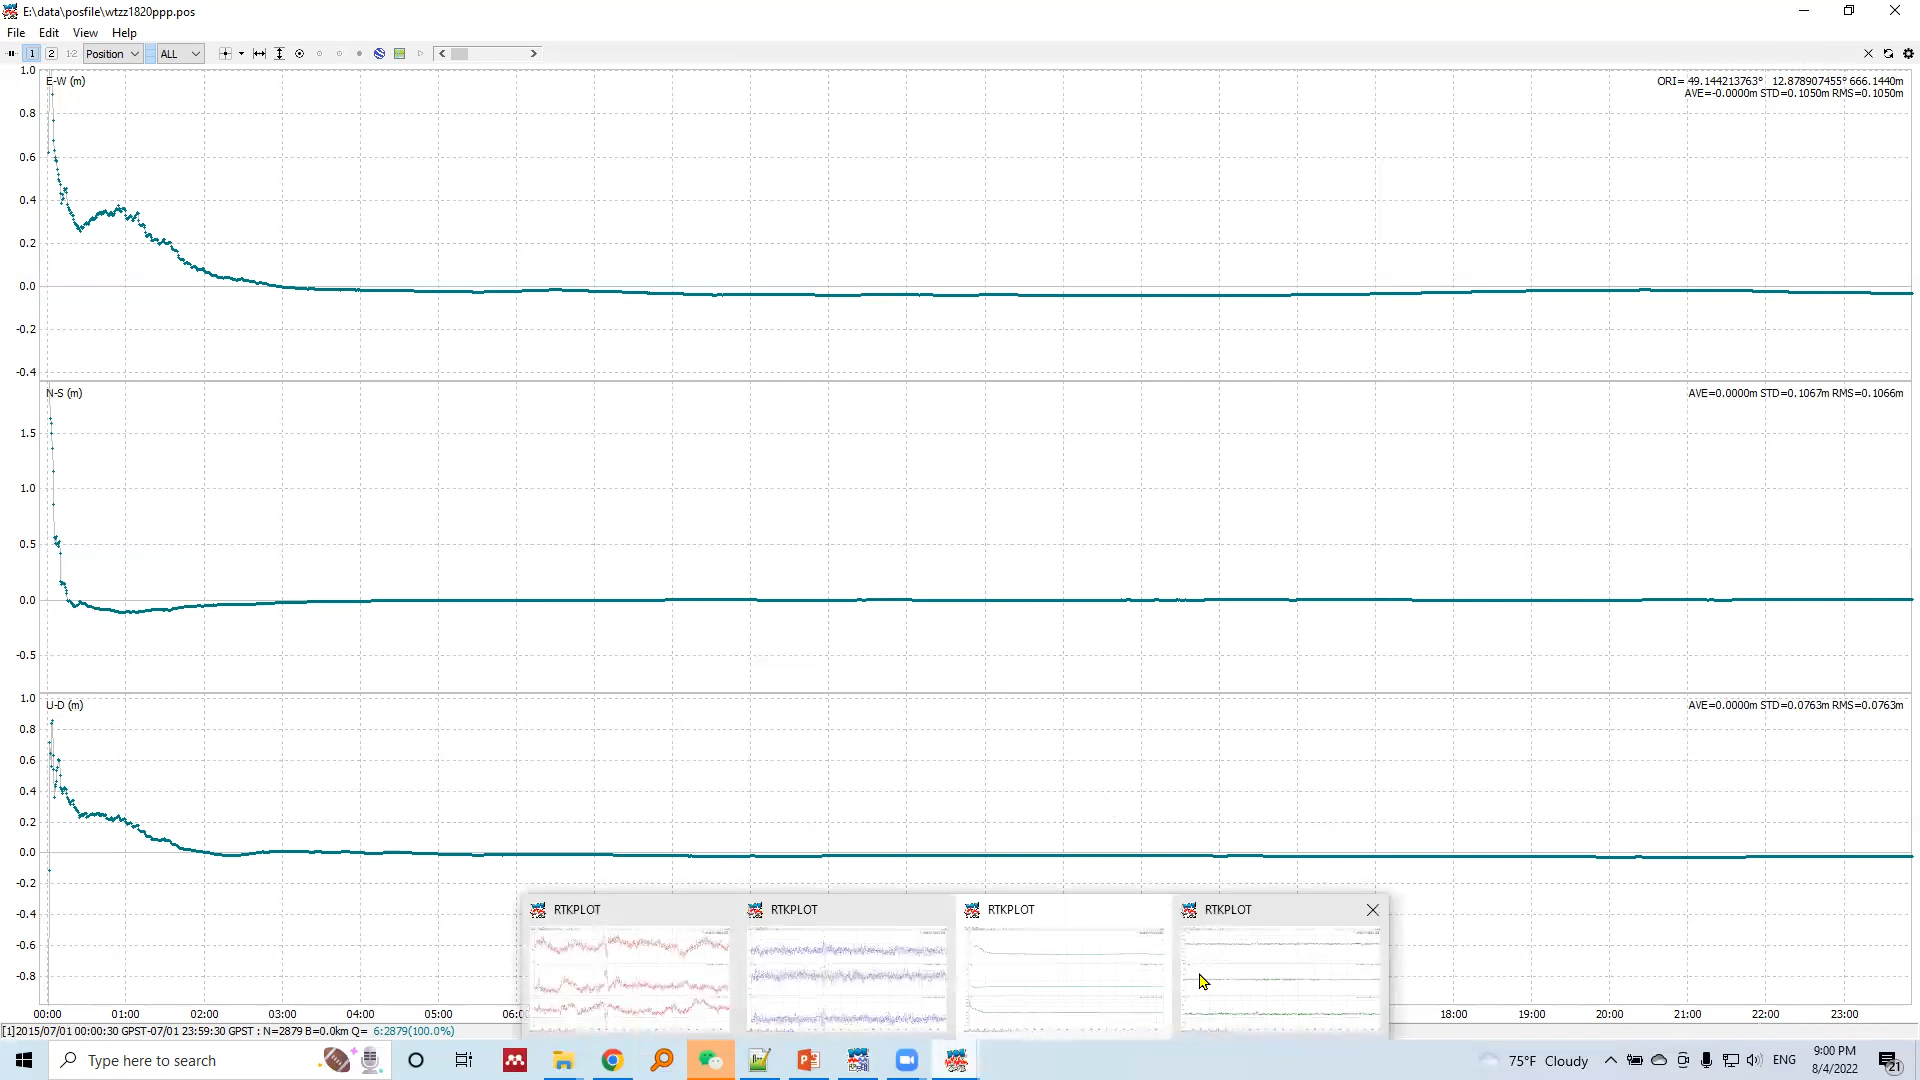 E:\data\posfile\wtzz1820ppp.pos
File Edit View Help
1 2 1-2 Position ALL
E-W (m)
ORI= 49.144213763° 12.878907455° 666.1440m
AVE=-0.0000m STD=0.1050m RMS=0.1050m
1.0
0.8
0.6
0.4
0.2
0.0
-0.2
-0.4
N-S (m)
AVE=0.0000m STD=0.1067m RMS=0.1066m
1.5
1.0
0.5
0.0
-0.5
U-D (m)
AVE=0.0000m STD=0.0763m RMS=0.0763m
1.0
0.8
0.6
0.4
0.2
0.0
-0.2
-0.4
-0.6
-0.8
RTKPLOT RTKPLOT RTKPLOT RTKPLOT
00:00 01:00 02:00 03:00 04:00 05:00 06:0 18:00 19:00 20:00 21:00 22:00 23:00
[1]2015/07/01 00:00:30 GPST-07/01 23:59:30 GPST : N=2879 B=0.0km Q= 6:2879(100.0%)
Type here to search
75°F Cloudy
ENG
9:00 PM
8/4/2022
21